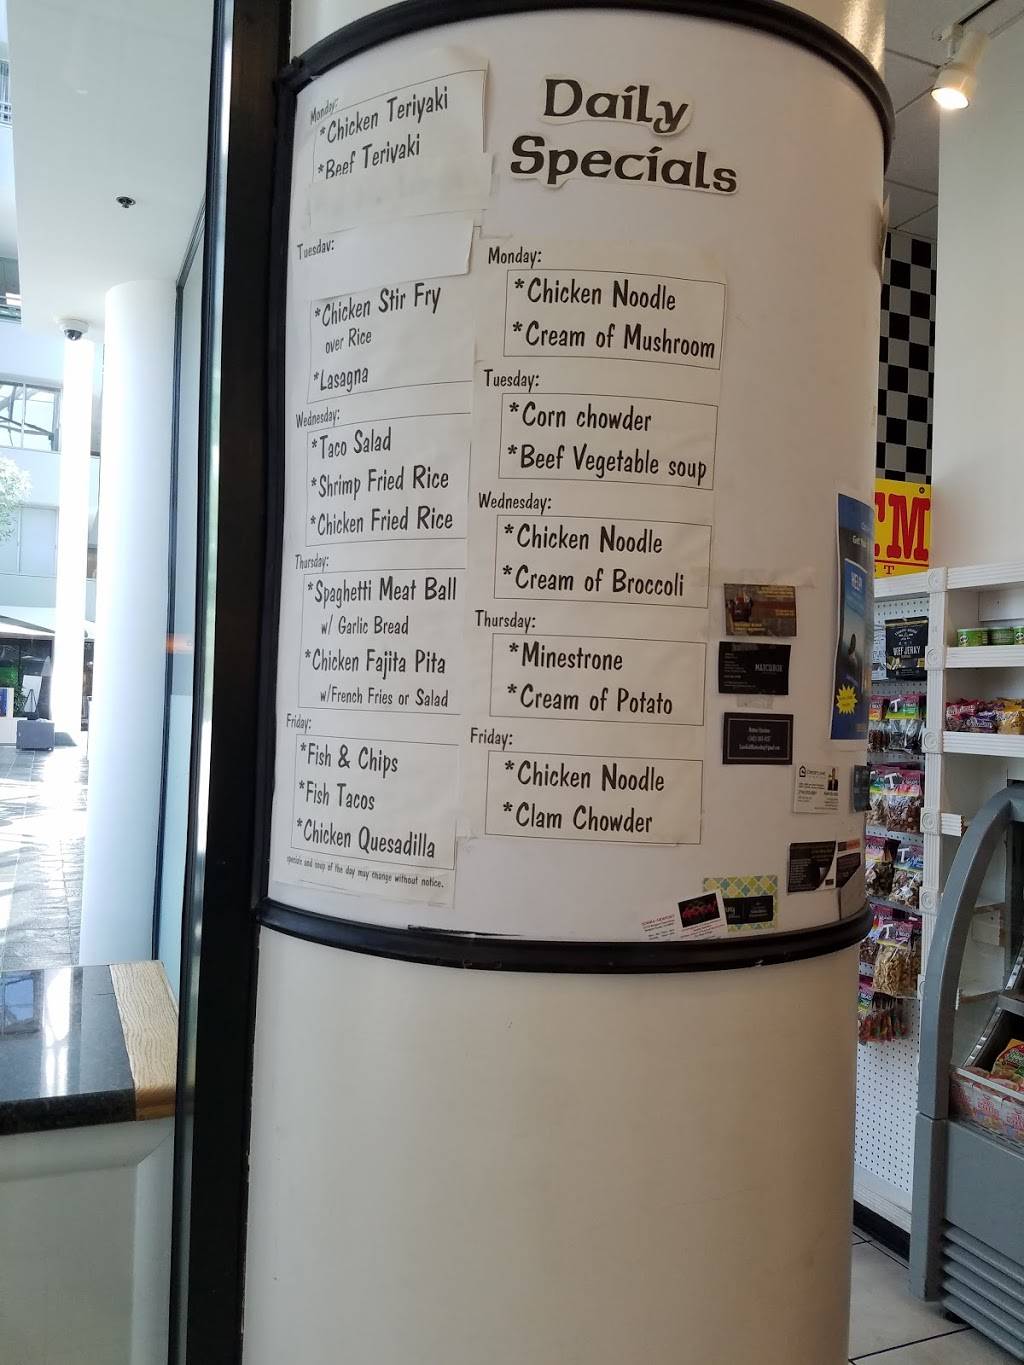 Daily
Specials
Monday:
*Chicken Teriyaki
*Beef Teriyaki
Tuesday:
*Chicken Stir Fry
over Rice
*Lasagna
Wednesday:
*Taco Salad
*Shrimp Fried Rice
*Chicken Fried Rice
Thursday:
*Spaghetti Meat Ball
w/ Garlic Bread
*Chicken Fajita Pita
w/French Fries or Salad
Friday:
*Fish & Chips
*Fish Tacos
*Chicken Quesadilla
specials and soup of the day may change without notice.
Monday:
*Chicken Noodle
*Cream of Mushroom
Tuesday:
*Corn chowder
*Beef Vegetable soup
Wednesday:
*Chicken Noodle
*Cream of Broccoli
Thursday:
*Minestrone
*Cream of Potato
Friday:
*Chicken Noodle
*Clam Chowder
BEEF JERKY